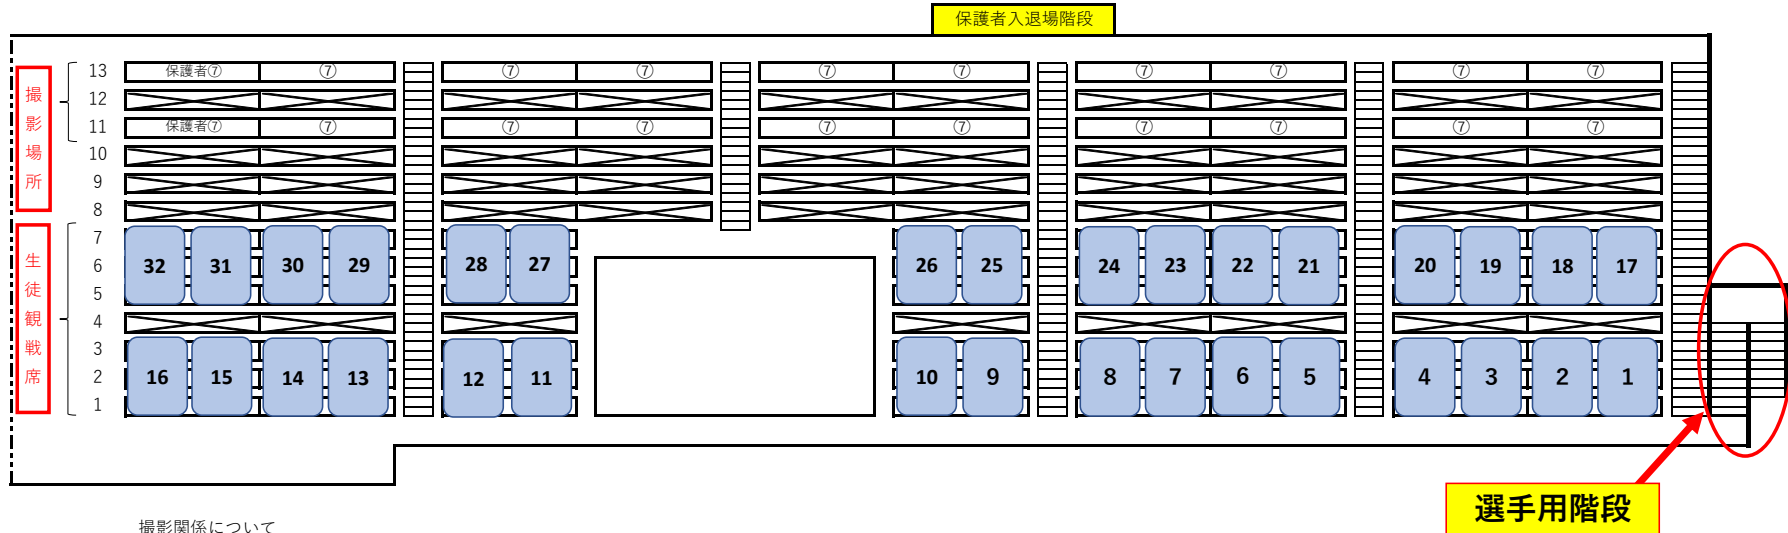 保護者入退場階段
撮影場所
13 保護者⑦ ⑦ ⑦ ⑦ ⑦ ⑦ ⑦ ⑦ ⑦ ⑦
12
11 保護者⑦ ⑦ ⑦ ⑦ ⑦ ⑦ ⑦ ⑦ ⑦ ⑦
10
9
8
生徒観戦席
7
6 32 31 30 29 28 27 26 25 24 23 22 21 20 19 18 17
5
4
3
2 16 15 14 13 12 11 10 9 8 7 6 5 4 3 2 1
1
選手用階段
撮影関係について